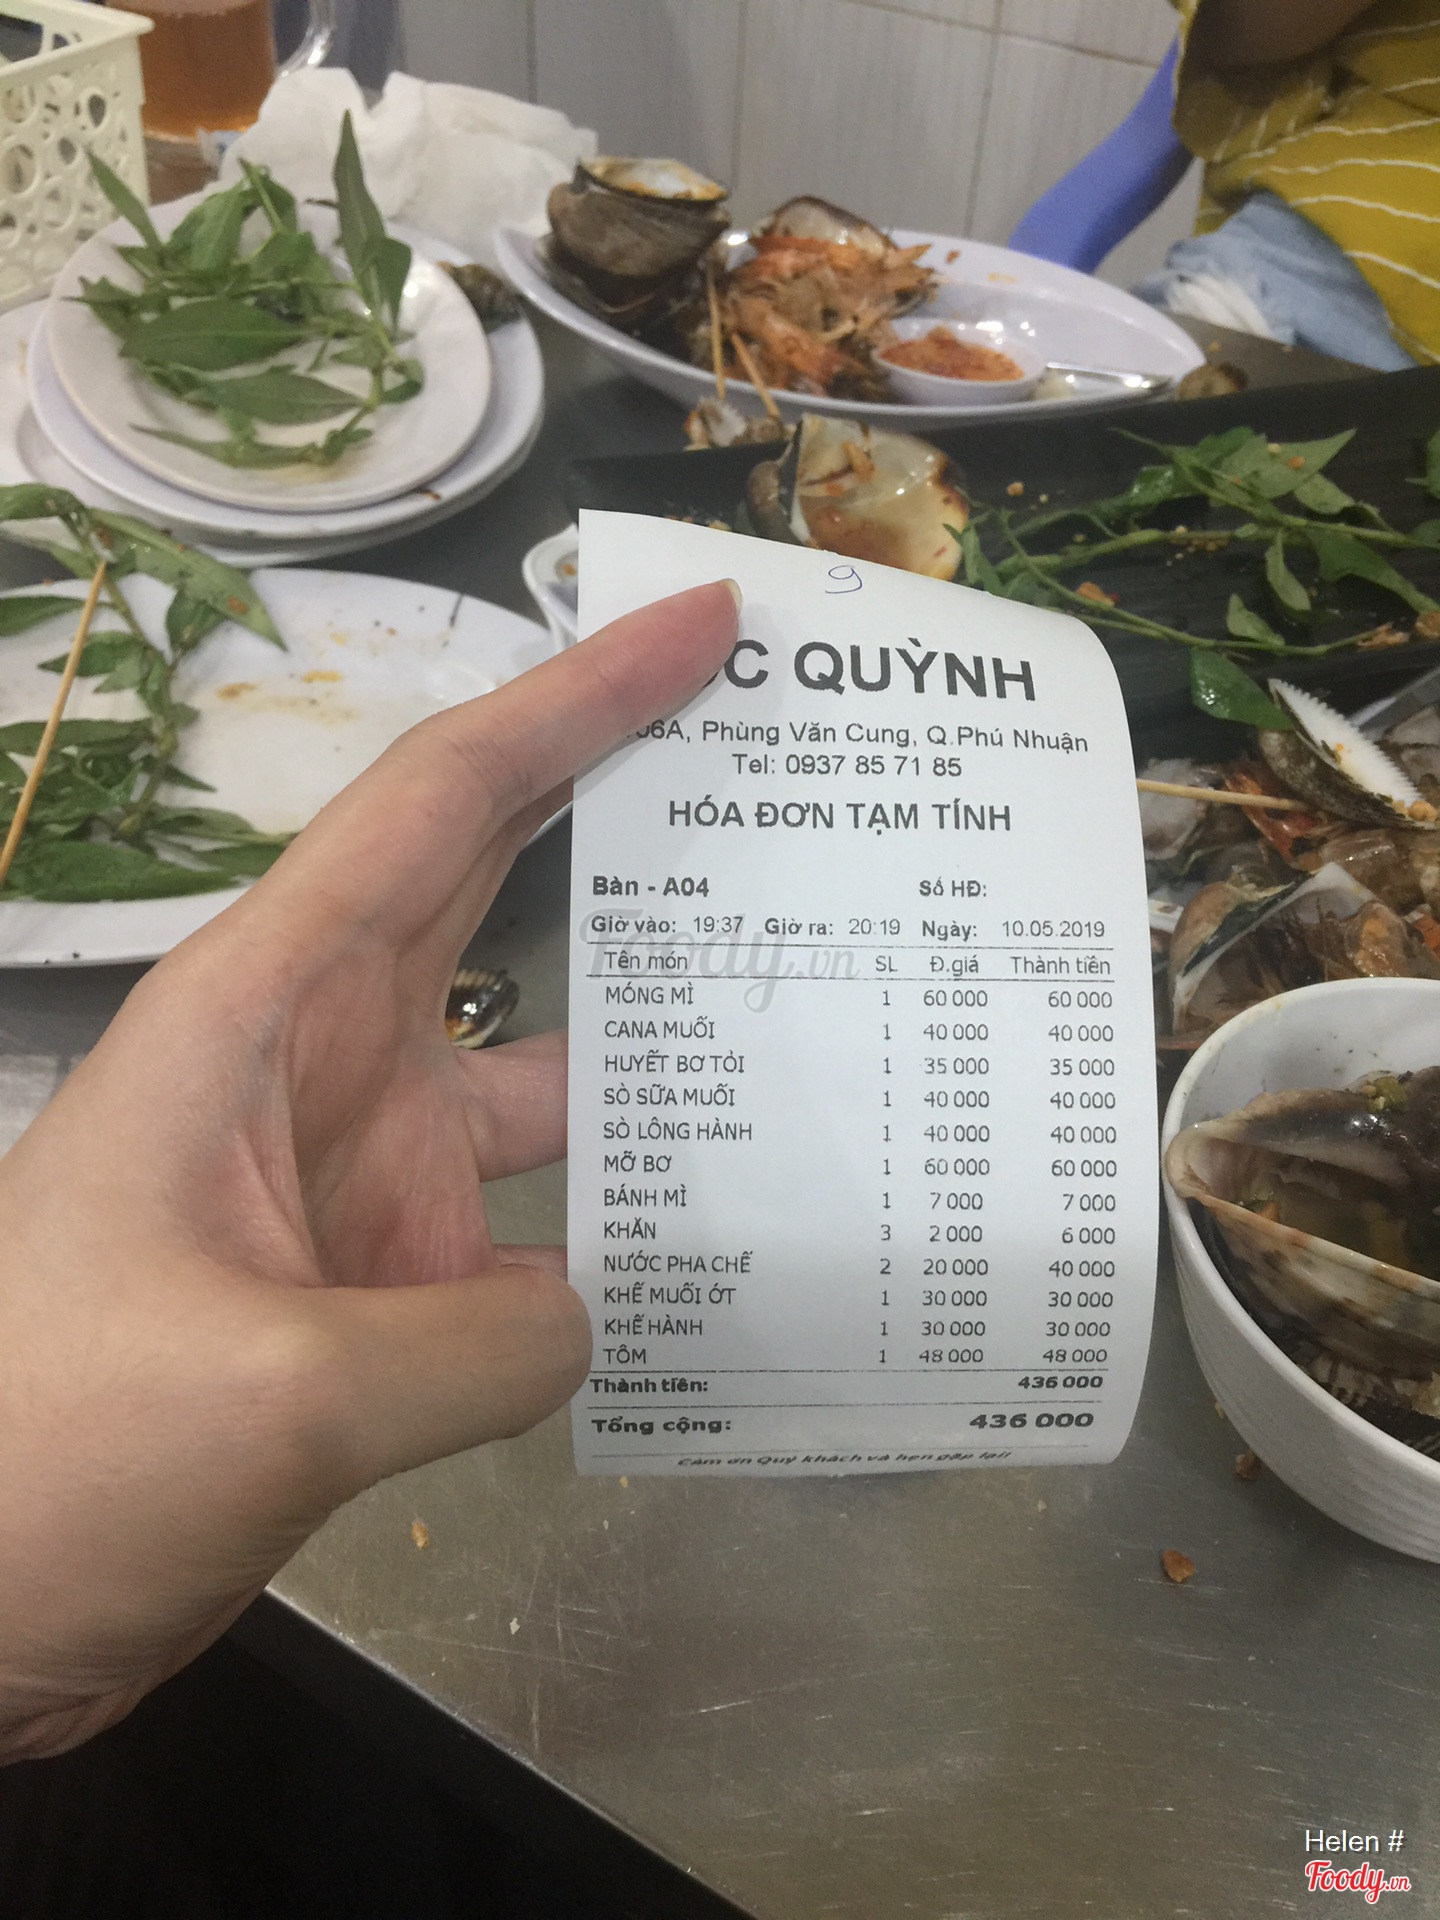 9
QUỲNH
Phùng Văn Cung, Q.Phú Nhuận
Tel: 0937 85 71 85
HÓA ĐƠN TẠM TÍNH
Bàn - A04 Số HĐ:
Giờ vào: 19:37 Giờ ra: 20:19 Ngày: 10.05.2019
Foody.vn
Tên món SL Đ.giá Thành tiền
MÓNG MÌ 1 60 000 60 000
CANA MUỐI 1 40 000 40 000
HUYẾT BƠ TỎI 1 35 000 35 000
SÒ SỮA MUỐI 1 40 000 40 000
SÒ LÔNG HÀNH 1 40 000 40 000
MỠ BƠ 1 60 000 60 000
BÁNH MÌ 1 7 000 7 000
KHĂN 3 2 000 6 000
NƯỚC PHA CHẾ 2 20 000 40 000
KHẾ MUỐI ỚT 1 30 000 30 000
KHẾ HÀNH 1 30 000 30 000
TÔM 1 48 000 48 000
Thành tiền: 436 000
Tổng cộng: 436 000
Cảm ơn Quý khách và hẹn gặp lại!
Helen #
Foody.vn